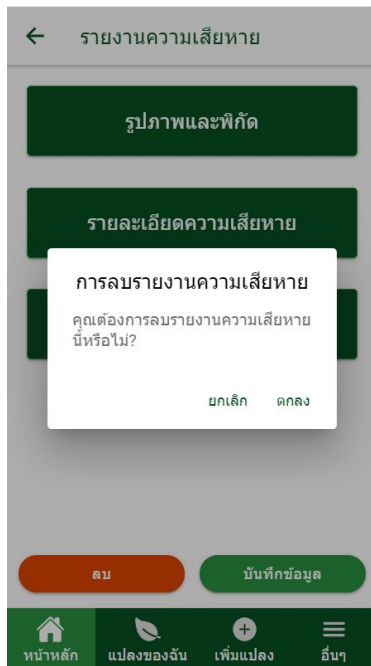 รายงานความเสียหาย
รูปภาพและพิกัด
รายละเอียดความเสียหาย
การลบรายงานความเสียหาย
คุณต้องการลบรายงานความเสียหาย
นี้หรือไม่?
ยกเลิก ตกลง
ลบ บันทึกข้อมูล
หน้าหลัก แปลงของฉัน เพิ่มแปลง อื่นๆ